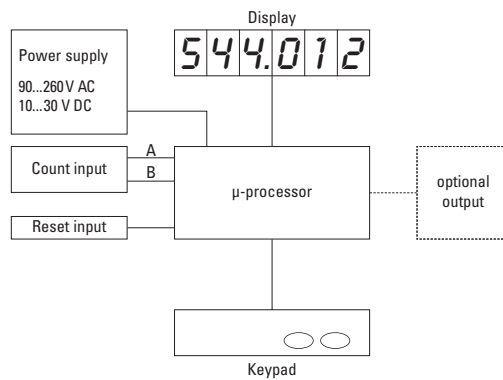 Display
544.012
Power supply
90...260 V AC
10...30 V DC
A
Count input
B
µ-processor
optional
output
Reset input
Keypad